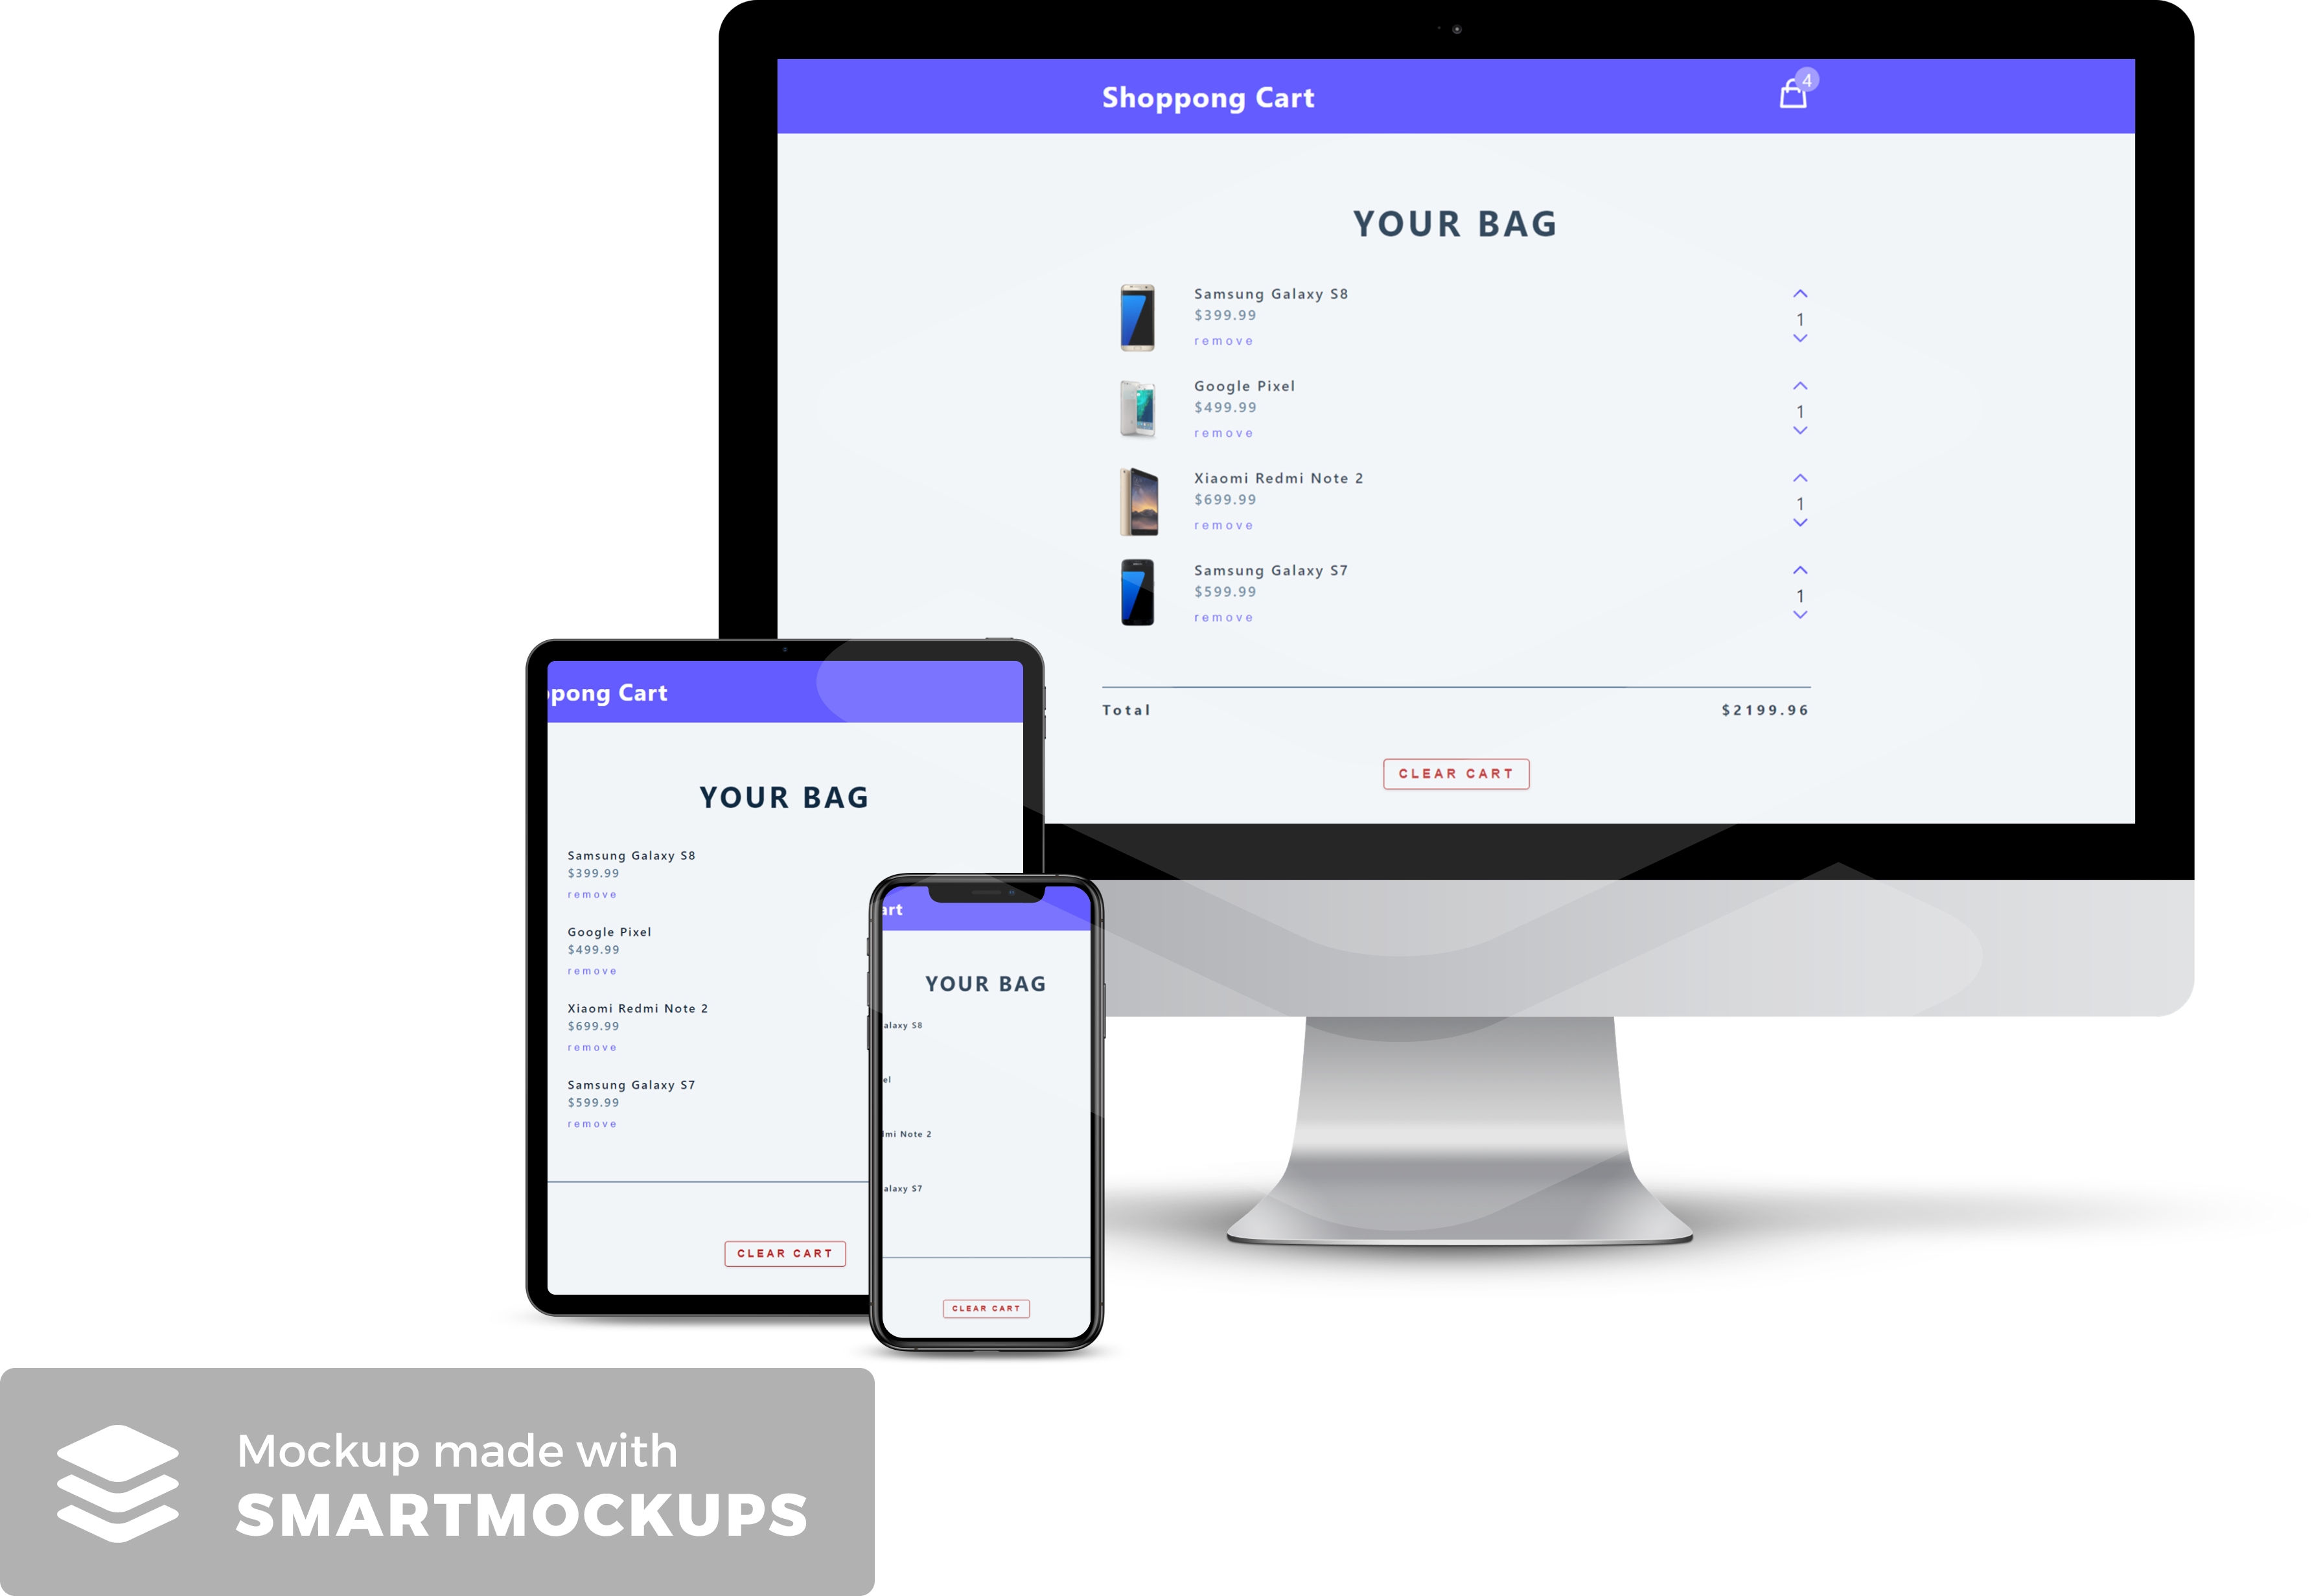 Shoppong Cart
4
YOUR BAG
Samsung Galaxy S8
$399.99
remove
1
Google Pixel
$499.99
remove
1
Xiaomi Redmi Note 2
$699.99
remove
1
Samsung Galaxy S7
$599.99
remove
1
Total $2199.96
CLEAR CART
ppong Cart
YOUR BAG
Samsung Galaxy S8
$399.99
remove
Google Pixel
$499.99
remove
Xiaomi Redmi Note 2
$699.99
remove
Samsung Galaxy S7
$599.99
remove
CLEAR CART
art
YOUR BAG
alaxy S8
el
dmi Note 2
alaxy S7
CLEAR CART
Mockup made with
SMARTMOCKUPS